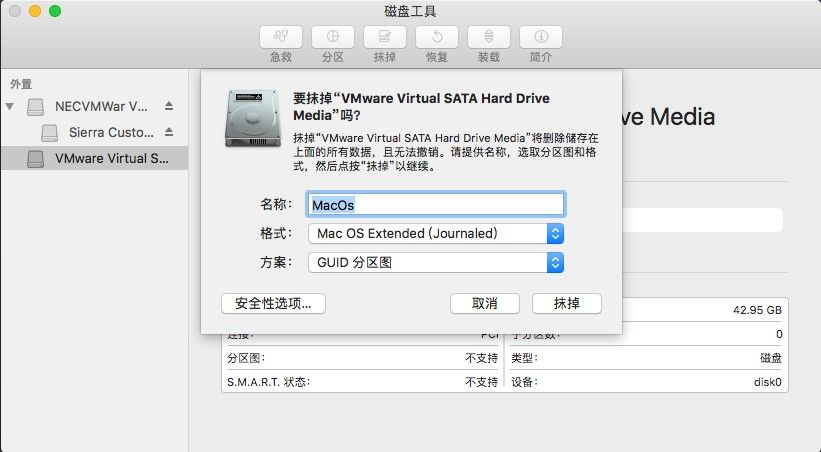 磁盘工具
急救
分区
抹掉
恢复
装载
简介
外置
NECVMWar V...
Sierra Custo...
VMware Virtual S...
ve Media
要抹掉“VMware Virtual SATA Hard Drive
Media”吗?
抹掉“VMware Virtual SATA Hard Drive Media”将删除储存在
上面的所有数据，且无法撤销。请提供名称，选取分区图和格
式，然后点按“抹掉”以继续。
名称： MacOs
格式： Mac OS Extended (Journaled)
方案： GUID 分区图
安全性选项... 取消 抹掉
42.95 GB
连接： PCI 子分区数： 0
分区图： 不支持 类型： 磁盘
S.M.A.R.T. 状态： 不支持 设备： disk0